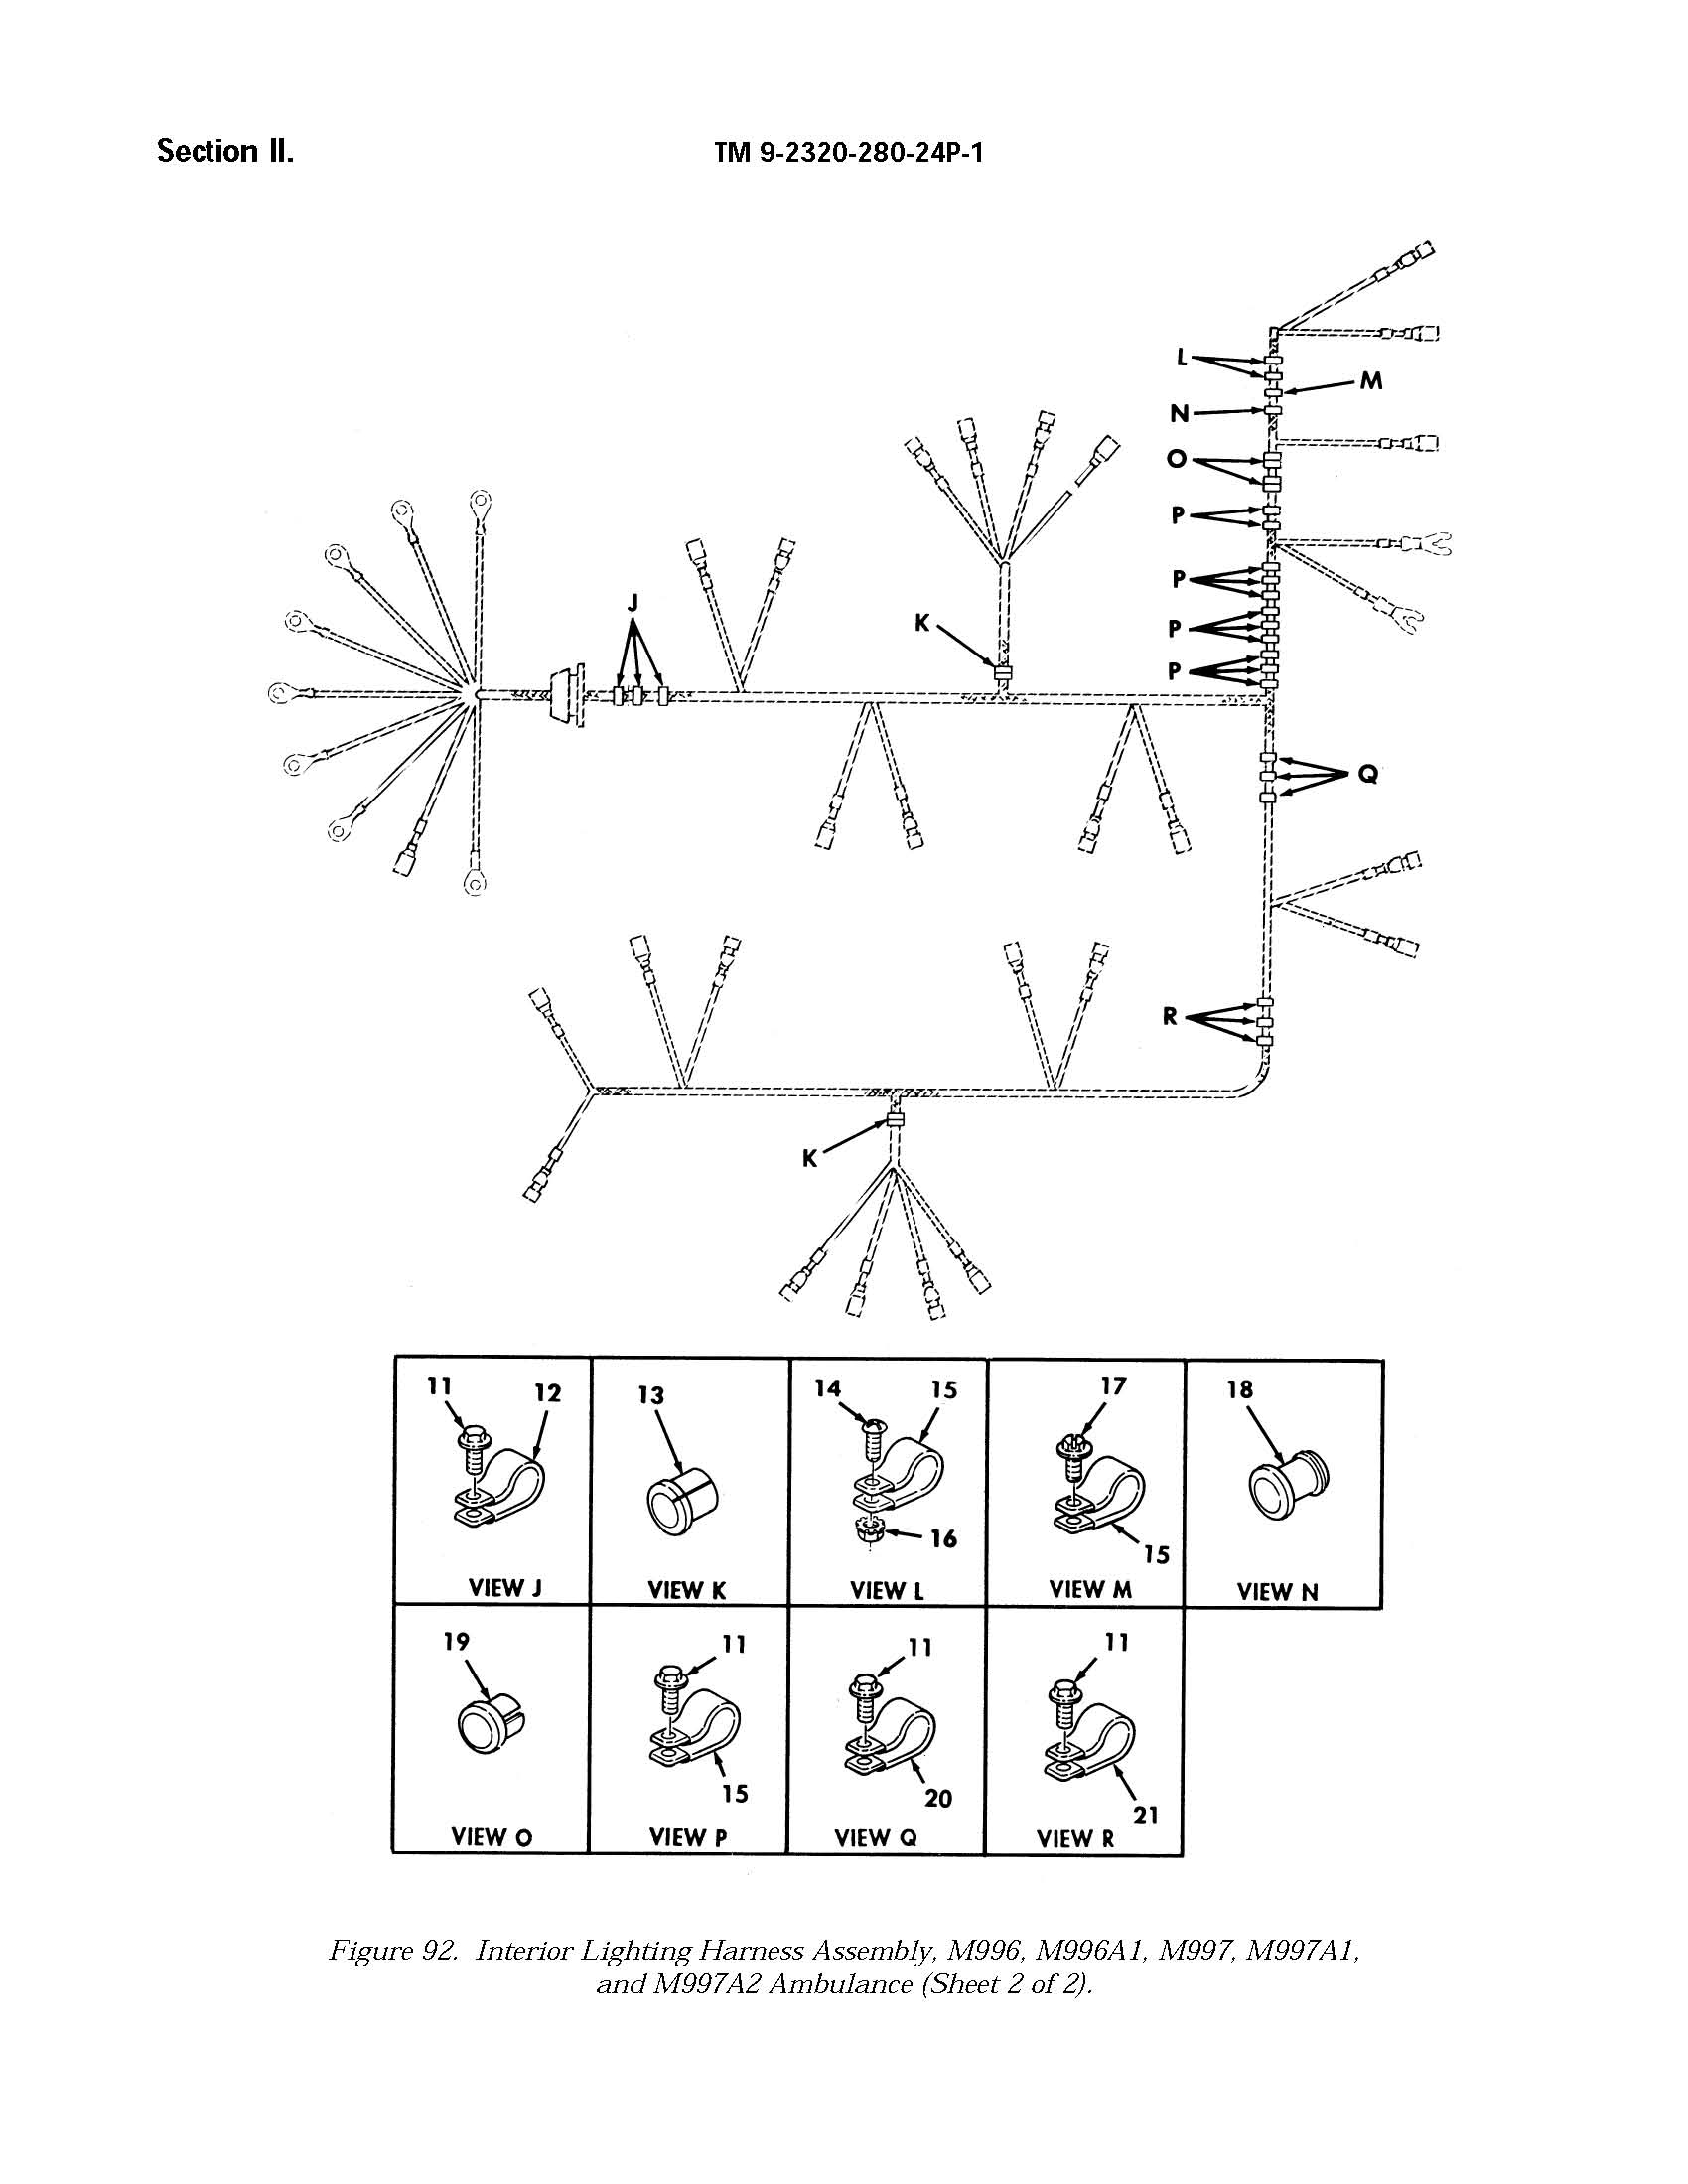 Section II.
TM 9-2320-280-24P-1
L
M
N
O
P
P
P
P
J
K
Q
R
K
11
12
13
14
15
17
18
16
15
VIEW J
VIEW K
VIEW L
VIEW M
VIEW N
19
11
11
11
15
20
21
VIEW O
VIEW P
VIEW Q
VIEW R
Figure 92. Interior Lighting Harness Assembly, M996, M996A1, M997, M997A1,
and M997A2 Ambulance (Sheet 2 of 2).